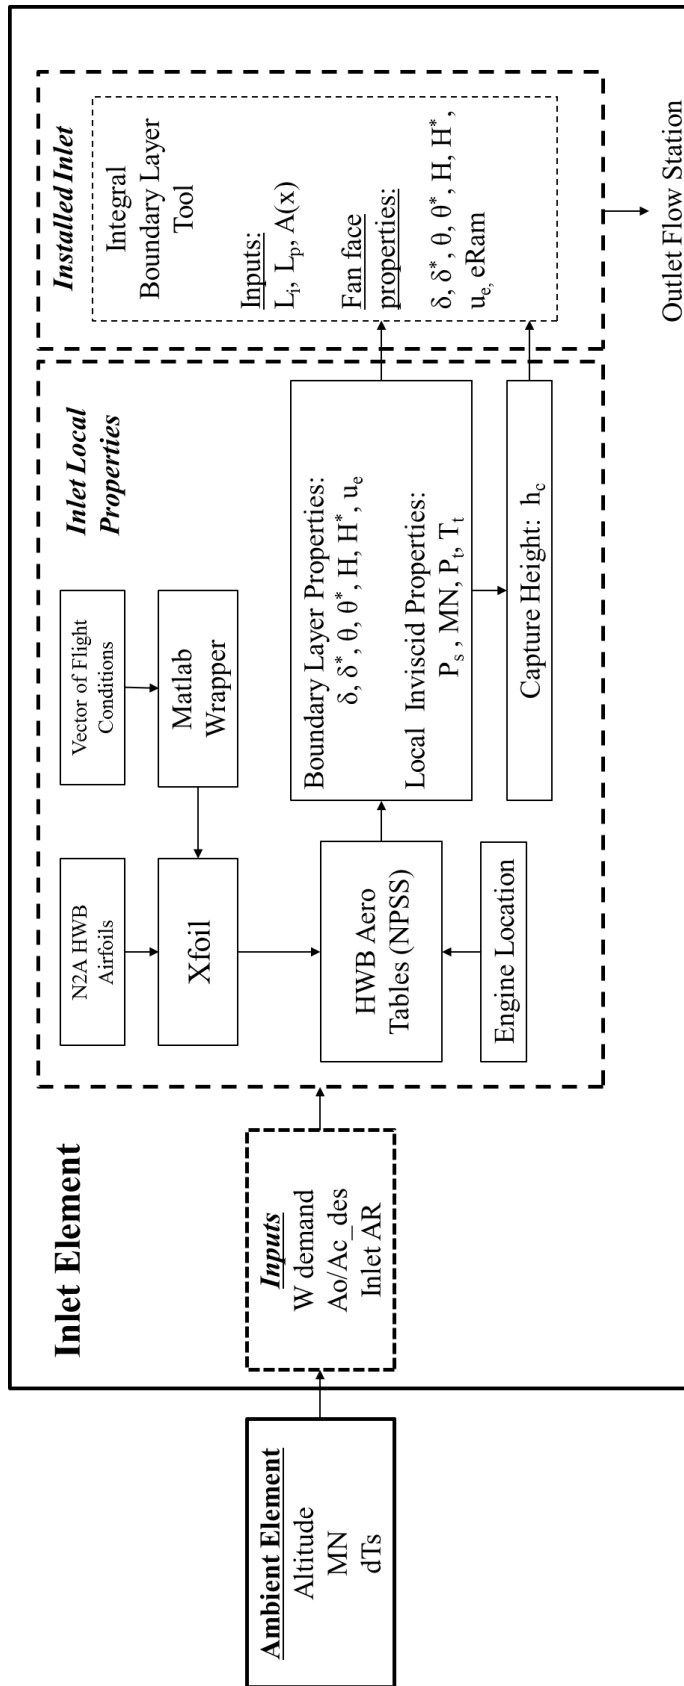 Inlet Element
Ambient Element
Altitude
MN
dTs
Inputs
W demand
Ao/Ac_des
Inlet AR
Inlet Local
Properties
N2A HWB
Airfoils
Vector of Flight
Conditions
Xfoil
Matlab
Wrapper
HWB Aero
Tables (NPSS)
Engine Location
Boundary Layer Properties:
δ, δ*, θ, θ*, H, H*, uₑ
Local Inviscid Properties:
Pₛ , MN, Pₜ, Tₜ
Capture Height: h_c
Installed Inlet
Integral
Boundary Layer
Tool
Inputs:
Lᵢ, Lₚ, A(x)
Fan face
properties:
δ, δ*, θ, θ*, H, H*,
uₑ, eRam
Outlet Flow Station